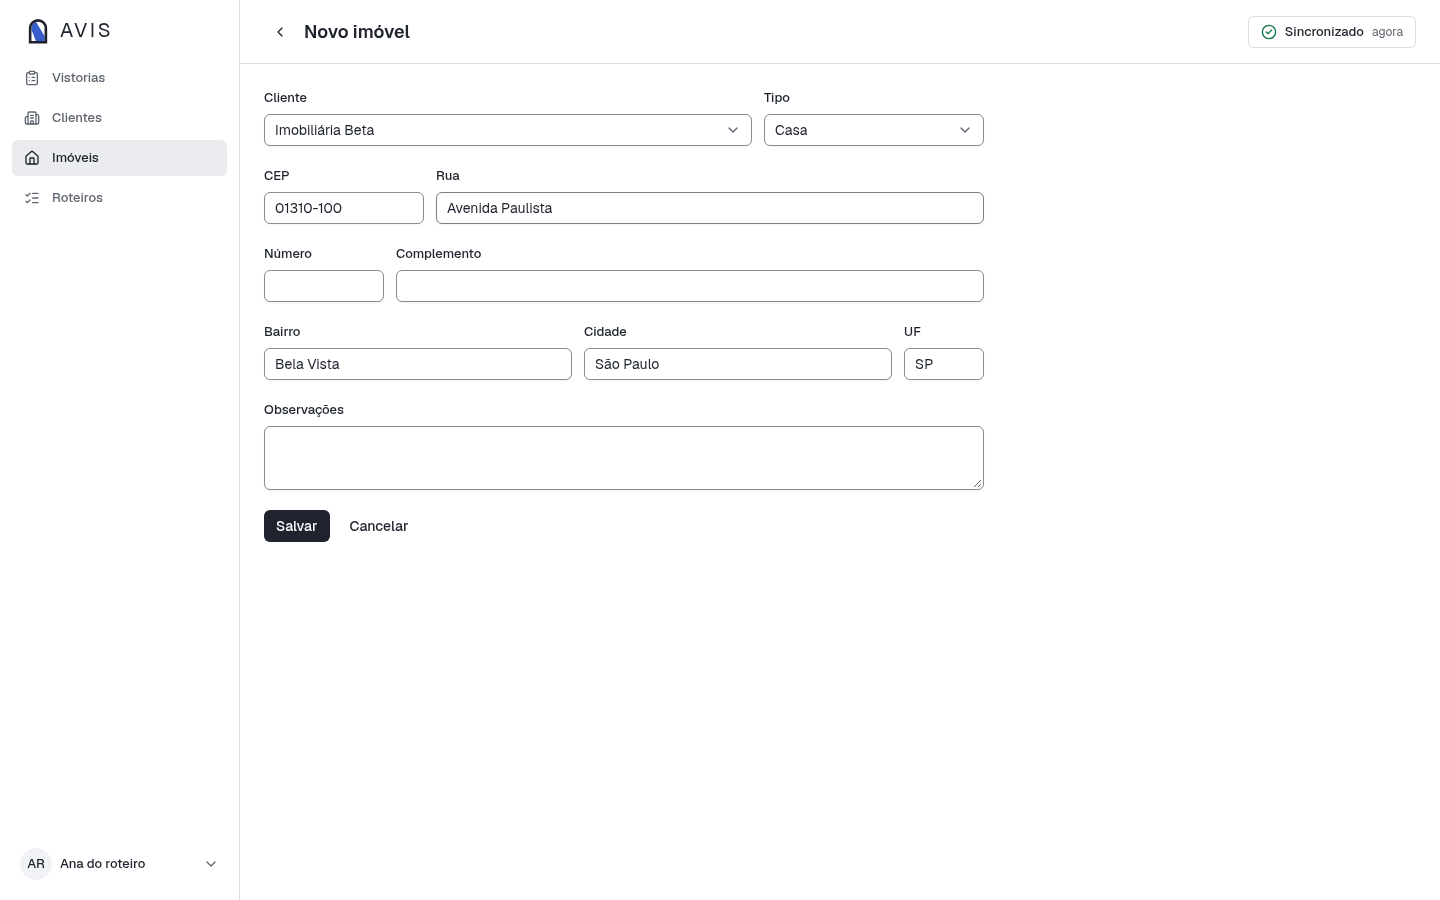 AVIS
Vistorias
Clientes
Imóveis
Roteiros
AR Ana do roteiro
Novo imóvel
Sincronizado agora
Cliente Tipo
Imobiliária Beta Casa
CEP Rua
01310-100 Avenida Paulista
Número Complemento
Bairro Cidade UF
Bela Vista São Paulo SP
Observações
Salvar Cancelar